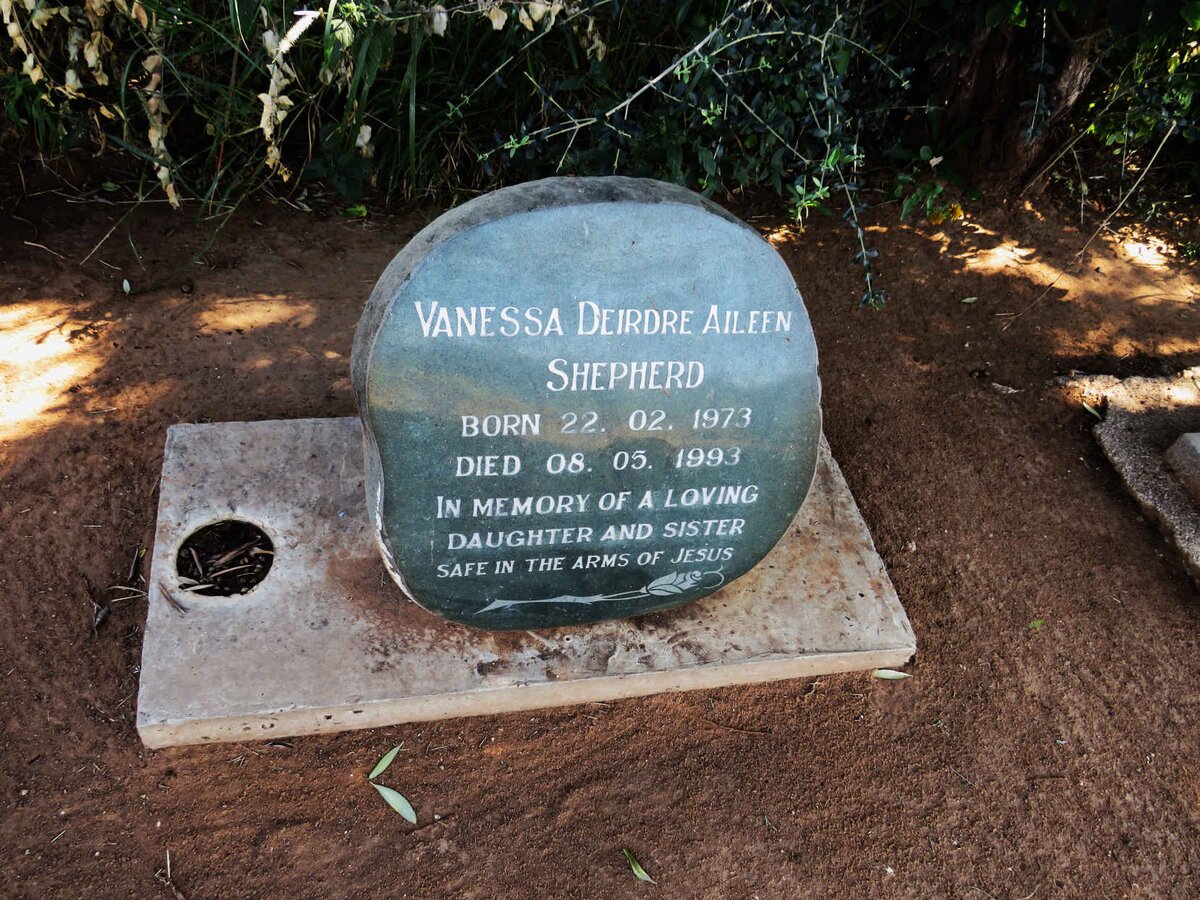 VANESSA DEIRDRE AILEEN
SHEPHERD
BORN 22. 02. 1973
DIED 08. 05. 1993
IN MEMORY OF A LOVING
DAUGHTER AND SISTER
SAFE IN THE ARMS OF JESUS